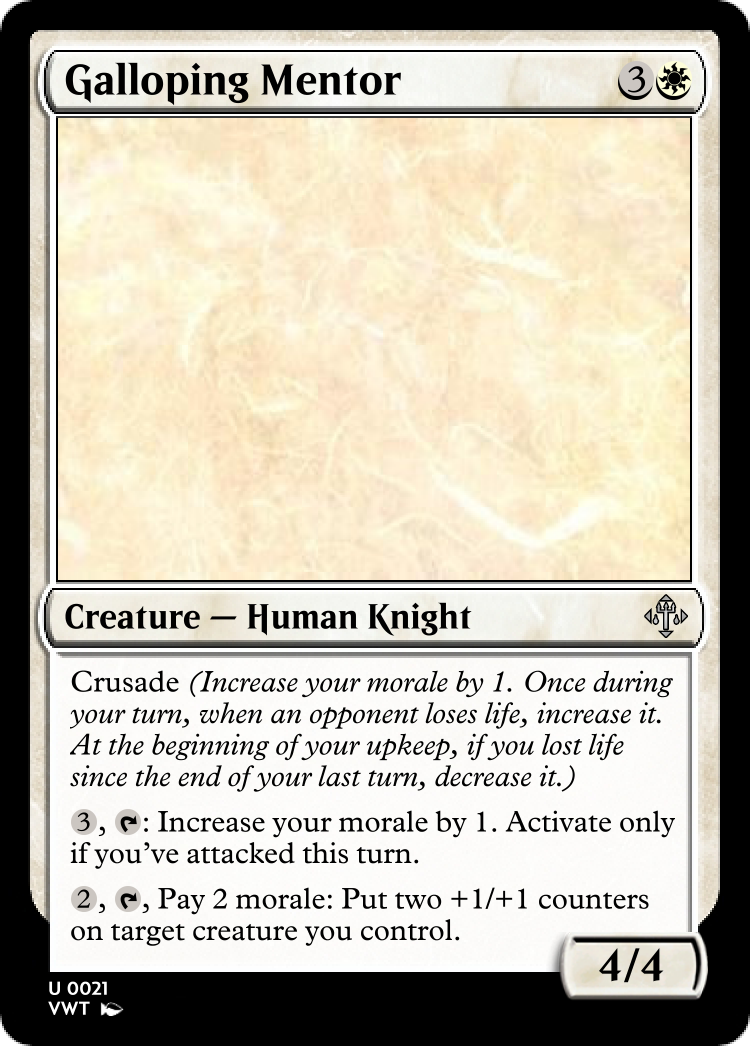 Galloping Mentor 3
Creature — Human Knight
Crusade (Increase your morale by 1. Once during
your turn, when an opponent loses life, increase it.
At the beginning of your upkeep, if you lost life
since the end of your last turn, decrease it.)
3, : Increase your morale by 1. Activate only
if you’ve attacked this turn.
2, , Pay 2 morale: Put two +1/+1 counters
on target creature you control.
4/4
U 0021
VWT